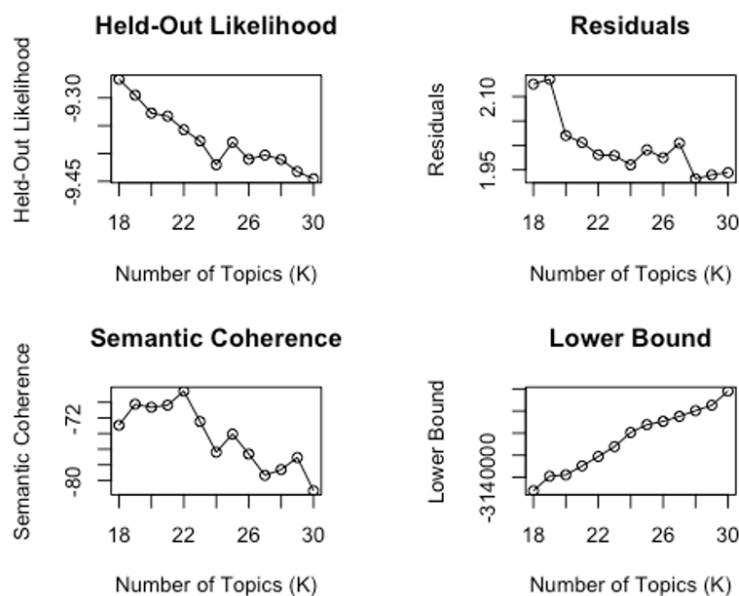 Held-Out Likelihood
Held-Out Likelihood
-9.30
-9.45
18 22 26 30
Number of Topics (K)
Residuals
Residuals
2.10
1.95
18 22 26 30
Number of Topics (K)
Semantic Coherence
Semantic Coherence
-72
-80
18 22 26 30
Number of Topics (K)
Lower Bound
Lower Bound
-3140000
18 22 26 30
Number of Topics (K)